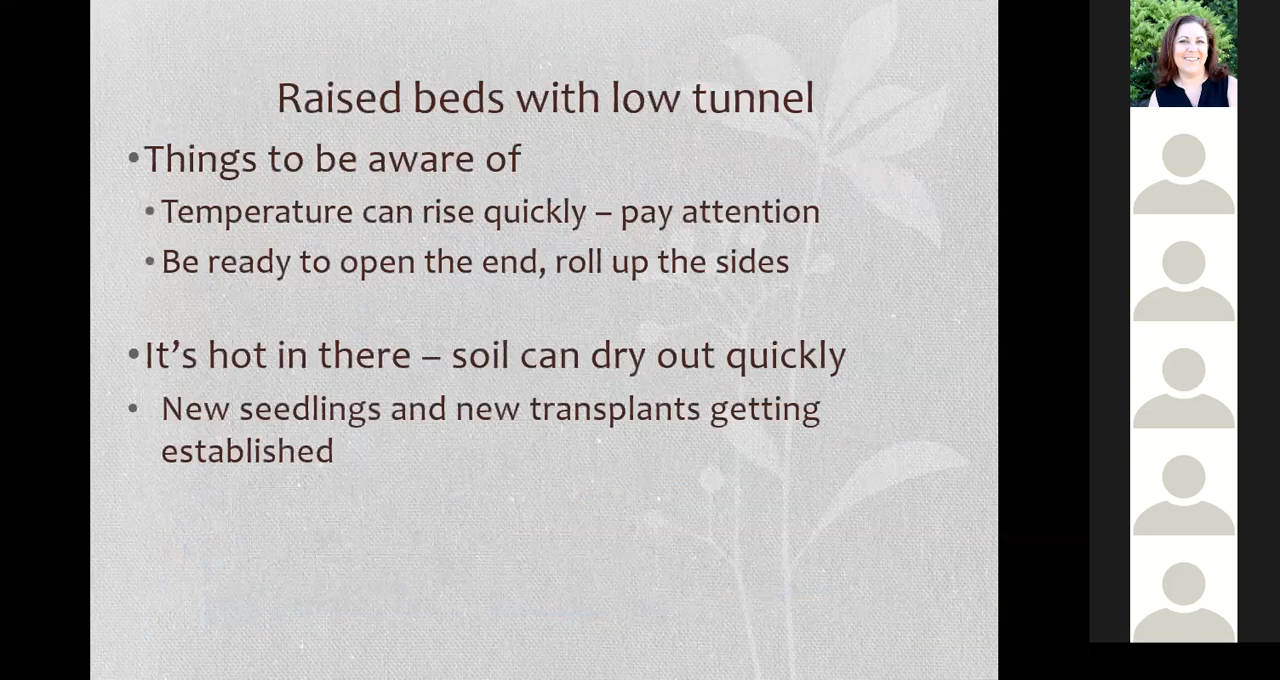 Raised beds with low tunnel
•Things to be aware of
•Temperature can rise quickly – pay attention
•Be ready to open the end, roll up the sides
•It’s hot in there – soil can dry out quickly
• New seedlings and new transplants getting
established